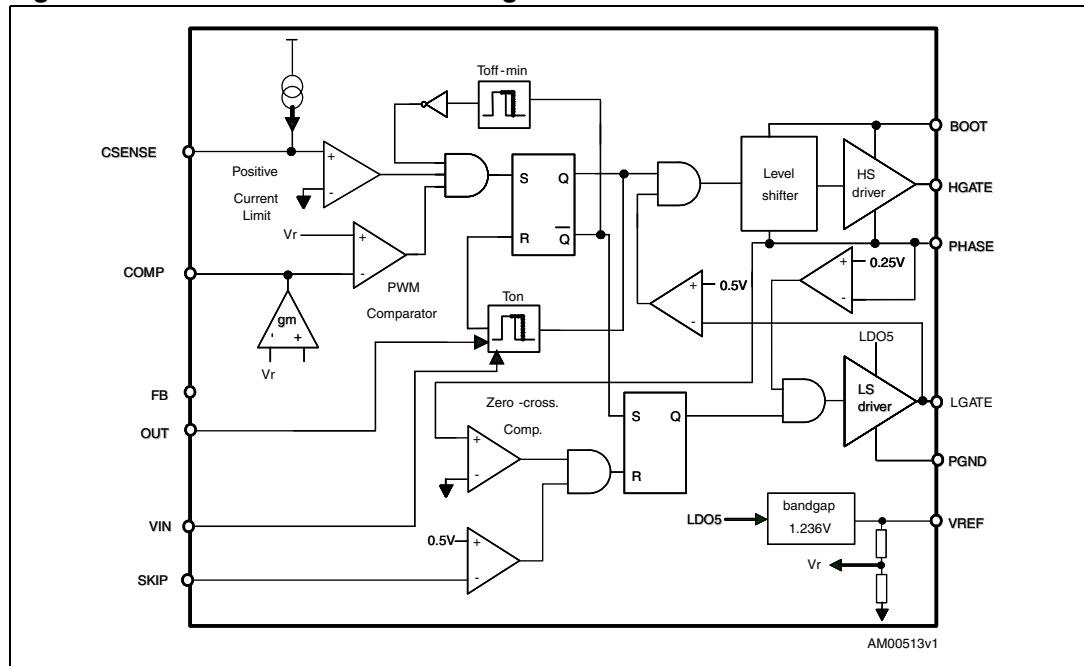 Toff-min
BOOT
CSENSE
+
-
Positive
Current Limit
S
Q
R
Q
Level
shifter
HS
driver
HGATE
Vr
+
-
PHASE
COMP
PWM
Comparator
+
-
0.5V
+
-
0.25V
gm
-
+
Vr
Ton
LDO5
FB
OUT
Zero -cross.
Comp.
S
Q
R
LS
driver
LGATE
+
-
PGND
VIN
0.5V
+
-
LDO5
bandgap
1.236V
VREF
Vr
SKIP
AM00513v1